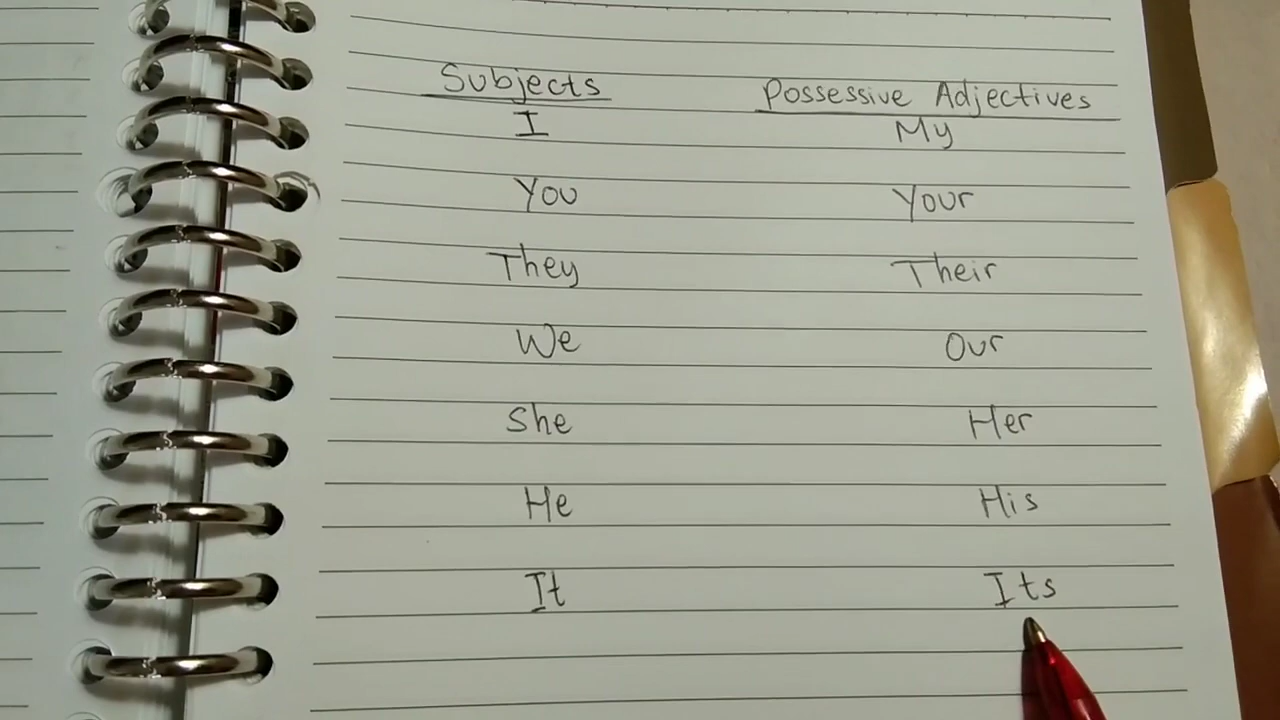 Subjects Possessive Adjectives
I My
You Your
They Their
We Our
She Her
He His
It Its